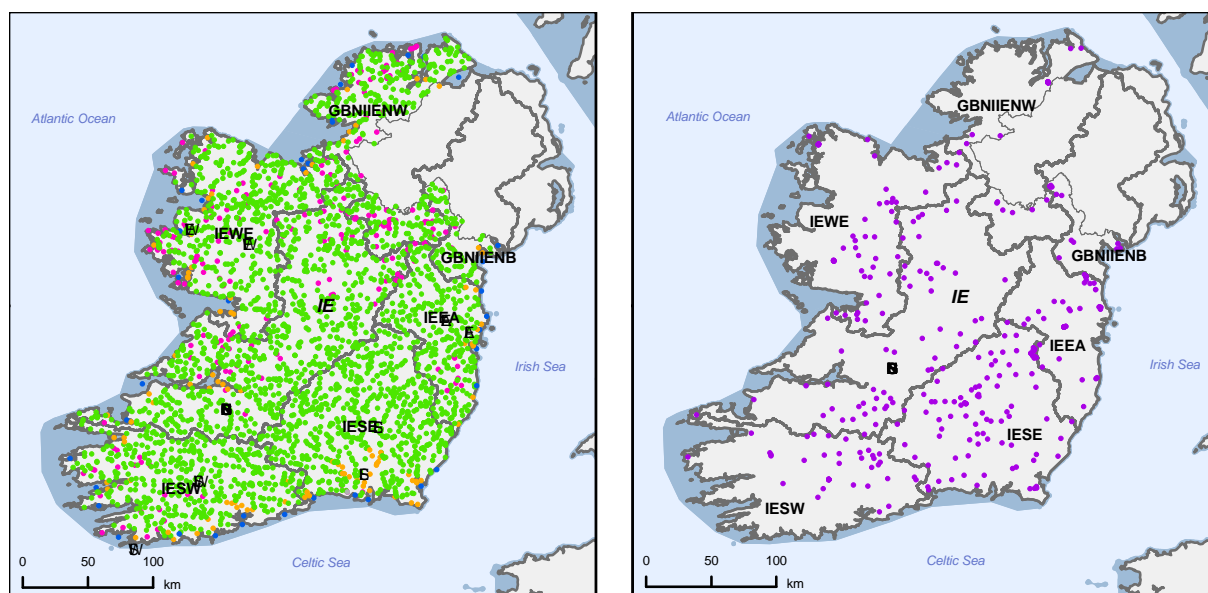 GBNIIENW
Atlantic Ocean
IEWE
GBNIIENB
IE
IEEA
Irish Sea
IESE
IESW
Celtic Sea
0 50 100
km
GBNIIENW
Atlantic Ocean
IEWE
GBNIIENB
IE
IEEA
Irish Sea
IESE
IESW
Celtic Sea
0 50 100
km